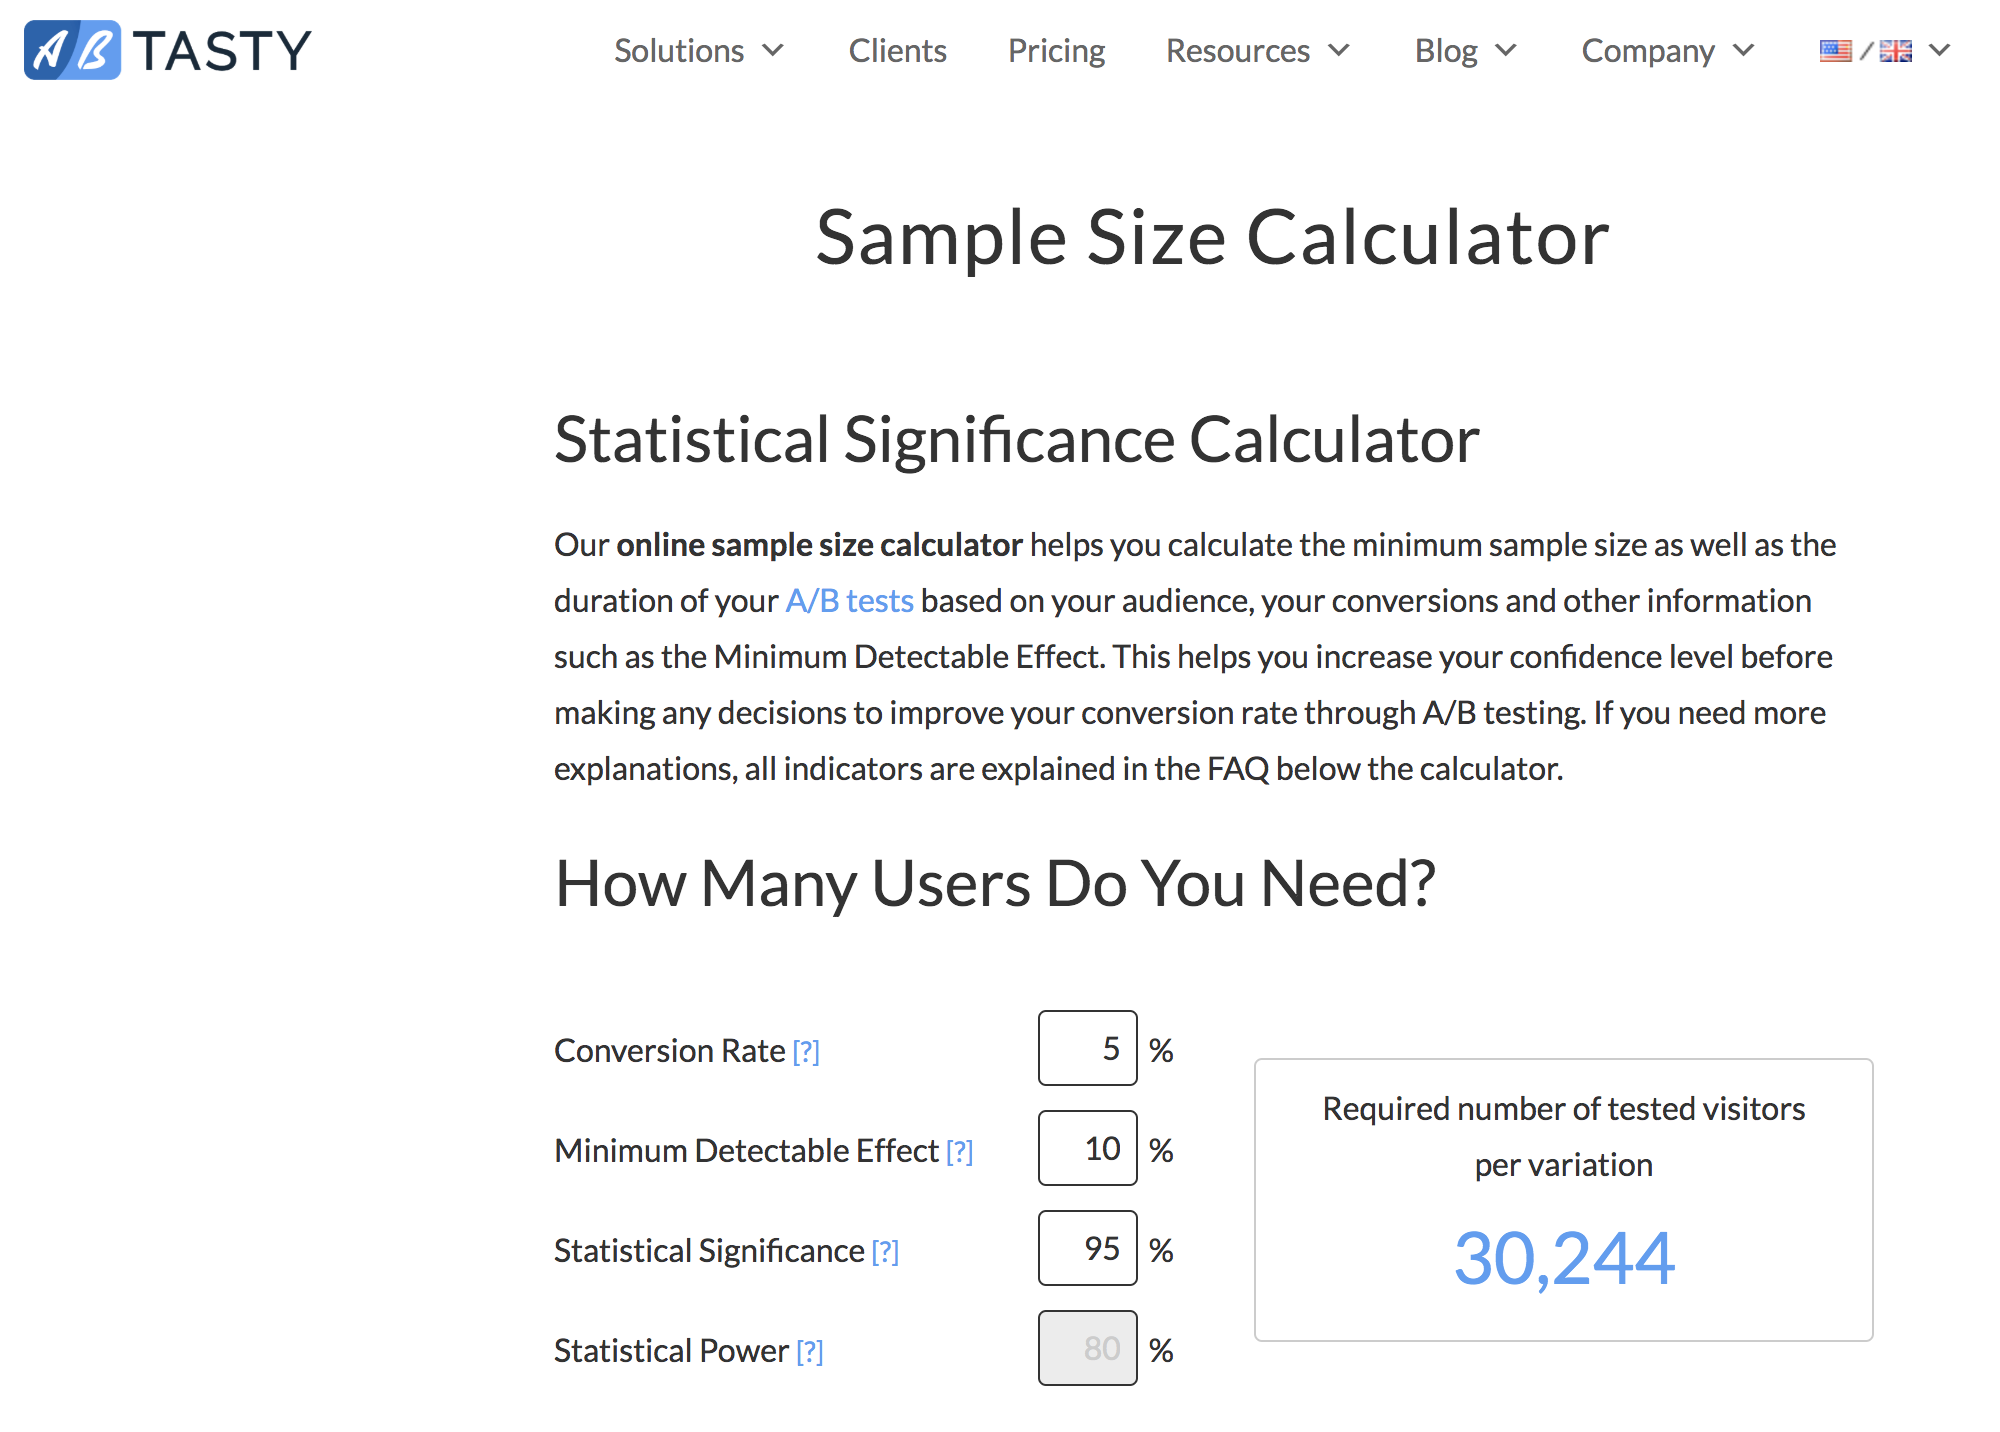 AB TASTY
Solutions Clients Pricing Resources Blog Company /
Sample Size Calculator
Statistical Significance Calculator
Our online sample size calculator helps you calculate the minimum sample size as well as the
duration of your A/B tests based on your audience, your conversions and other information
such as the Minimum Detectable Effect. This helps you increase your confidence level before
making any decisions to improve your conversion rate through A/B testing. If you need more
explanations, all indicators are explained in the FAQ below the calculator.
How Many Users Do You Need?
Conversion Rate [?] 5 %
Minimum Detectable Effect [?] 10 %
Statistical Significance [?] 95 %
Statistical Power [?] 80 %
Required number of tested visitors
per variation
30,244